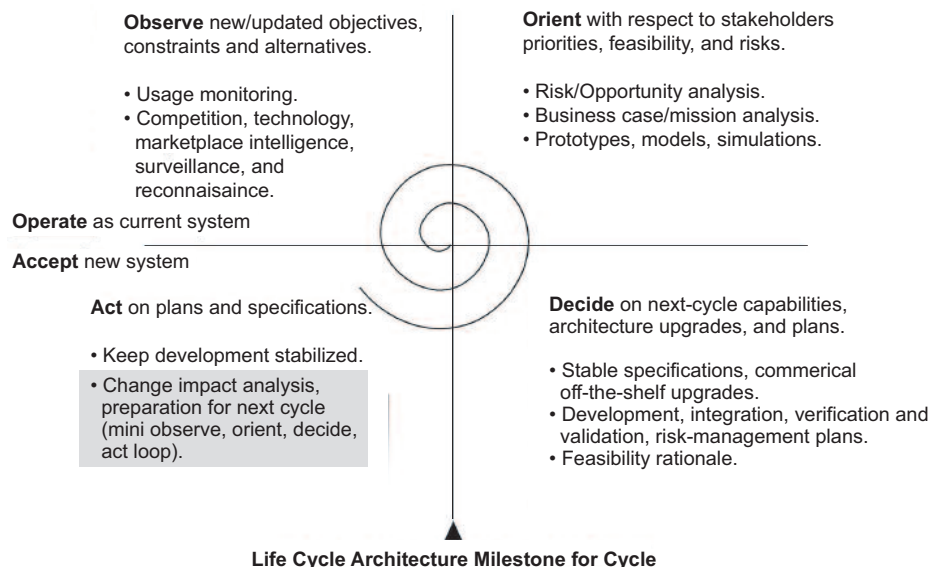 Observe new/updated objectives,
constraints and alternatives.
• Usage monitoring.
• Competition, technology,
marketplace intelligence,
surveillance, and
reconnaisaince.
Orient with respect to stakeholders
priorities, feasibility, and risks.
• Risk/Opportunity analysis.
• Business case/mission analysis.
• Prototypes, models, simulations.
Operate as current system
Accept new system
Act on plans and specifications.
• Keep development stabilized.
• Change impact analysis,
preparation for next cycle
(mini observe, orient, decide,
act loop).
Decide on next-cycle capabilities,
architecture upgrades, and plans.
• Stable specifications, commerical
off-the-shelf upgrades.
• Development, integration, verification and
validation, risk-management plans.
• Feasibility rationale.
Life Cycle Architecture Milestone for Cycle